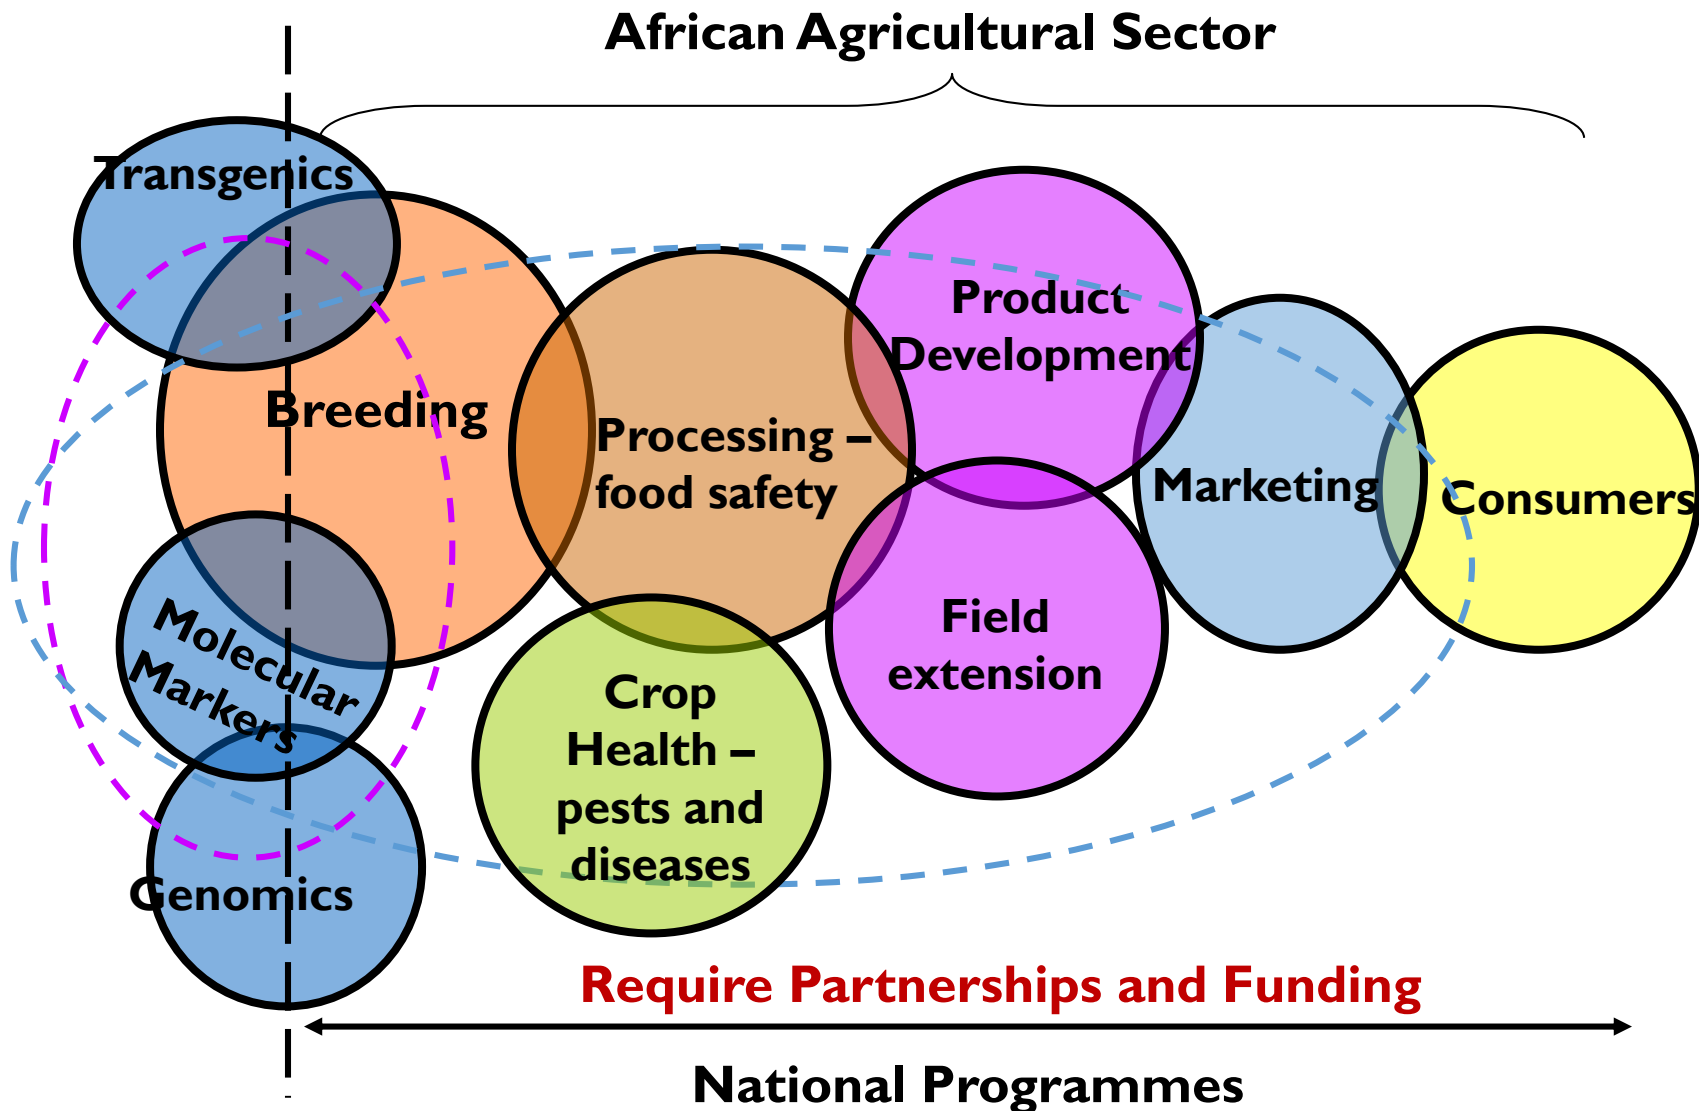 African Agricultural Sector
Transgenics
Breeding
Molecular
Markers
Genomics
Processing –
food safety
Crop
Health –
pests and
diseases
Product
Development
Field
extension
Marketing
Consumers
Require Partnerships and Funding
National Programmes